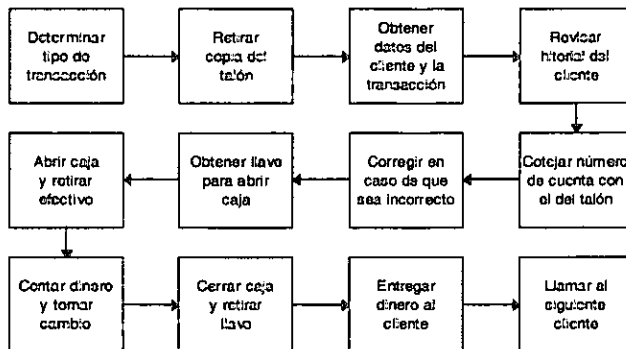 Determinar
tipo de
transacción
Retirar
copia del
talón
Obtener
datos del
cliente y la
transacción
Revisar
hitorial del
cliente
Abrir caja
y retirar
efectivo
Obtener llave
para abrir
caja
Corregir en
caso de que
sea incorrecto
Cotejar número
de cuenta con
el del talón
Contar dinero
y tomar
cambio
Cerrar caja
y retirar
llave
Entregar
dinero al
cliente
Llamar al
siguiente
cliente